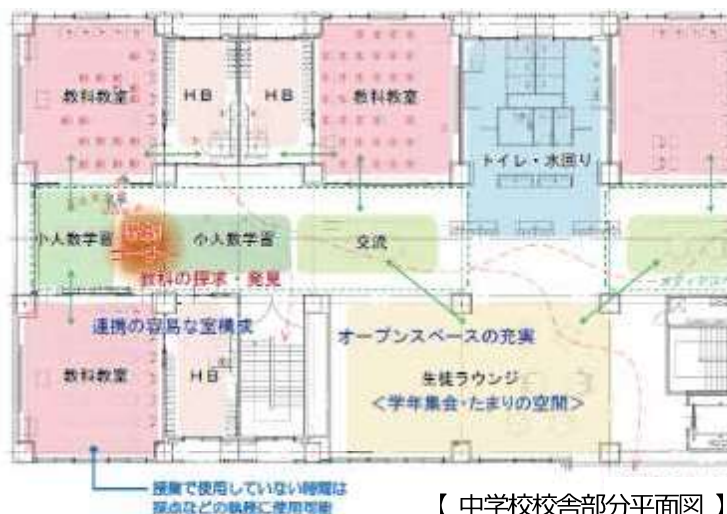 教科教室
HB
HB
教科教室
トイレ・水回り
小人数学習
小人数学習
交流
教科の探求・発見
連携の容易な室構成
オープンスペースの充実
教科教室
HB
生徒ラウンジ
<学年集会・たまりの空間>
授業で使用していない時間は
採点などの執務に使用可能
【 中学校校舎部分平面図 】